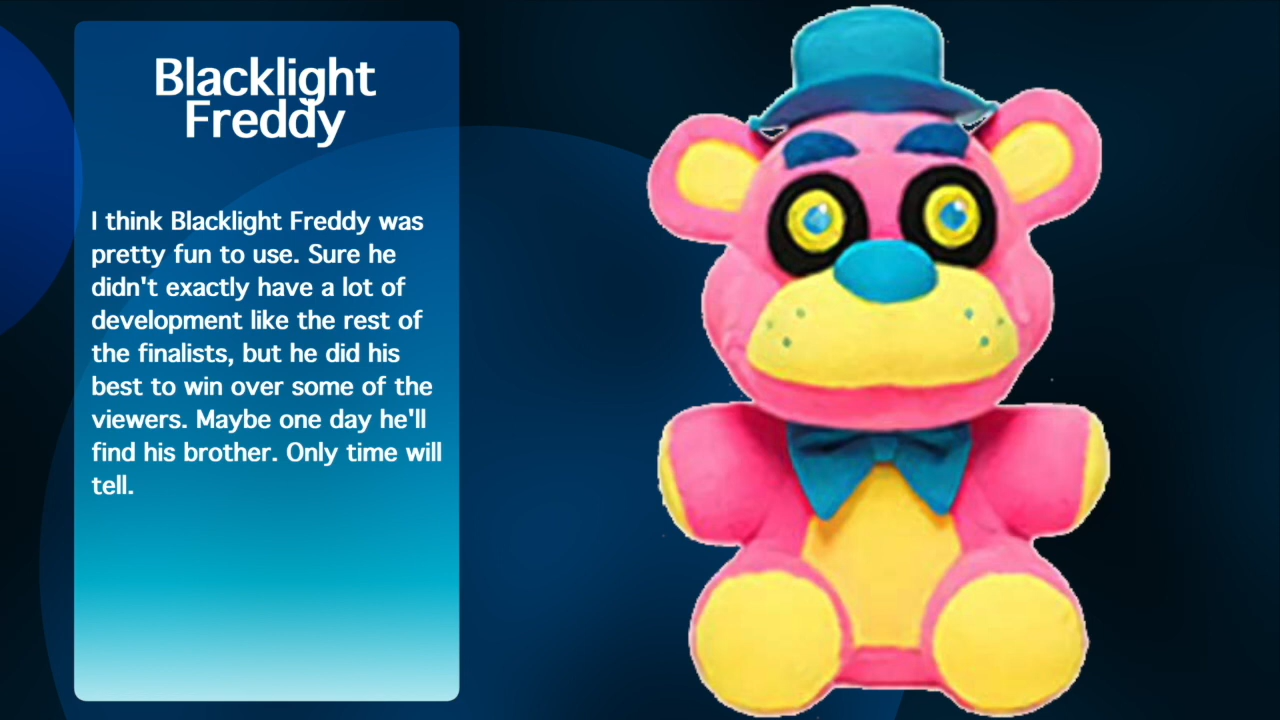 Blacklight
Freddy
I think Blacklight Freddy was
pretty fun to use. Sure he
didn't exactly have a lot of
development like the rest of
the finalists, but he did his
best to win over some of the
viewers. Maybe one day he'll
find his brother. Only time will
tell.